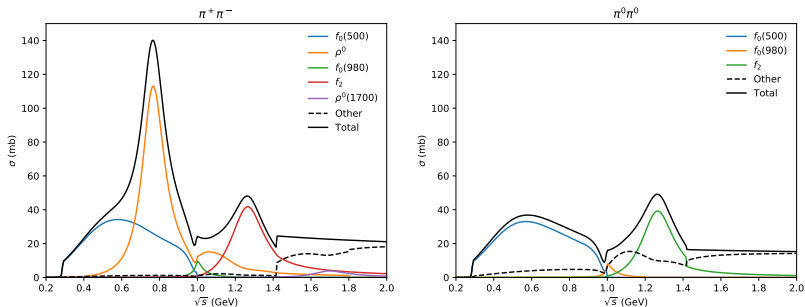 π⁺π⁻
σ (mb)
140
120
100
80
60
40
20
0
0.2 0.4 0.6 0.8 1.0 1.2 1.4 1.6 1.8 2.0
√s (GeV)
f₀(500)
ρ⁰
f₀(980)
f₂
ρ⁰(1700)
Other
Total
π⁰π⁰
σ (mb)
140
120
100
80
60
40
20
0
0.2 0.4 0.6 0.8 1.0 1.2 1.4 1.6 1.8 2.0
√s (GeV)
f₀(500)
f₀(980)
f₂
Other
Total